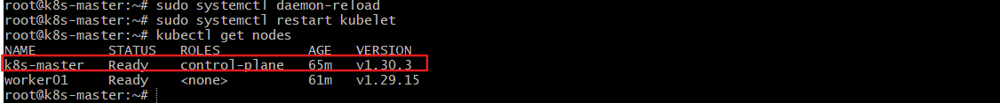 root@k8s-master:~# sudo systemctl daemon-reload
root@k8s-master:~# sudo systemctl restart kubelet
root@k8s-master:~# kubectl get nodes
NAME         STATUS   ROLES           AGE   VERSION
k8s-master   Ready    control-plane   65m   v1.30.3
worker01     Ready    <none>          61m   v1.29.15
root@k8s-master:~#